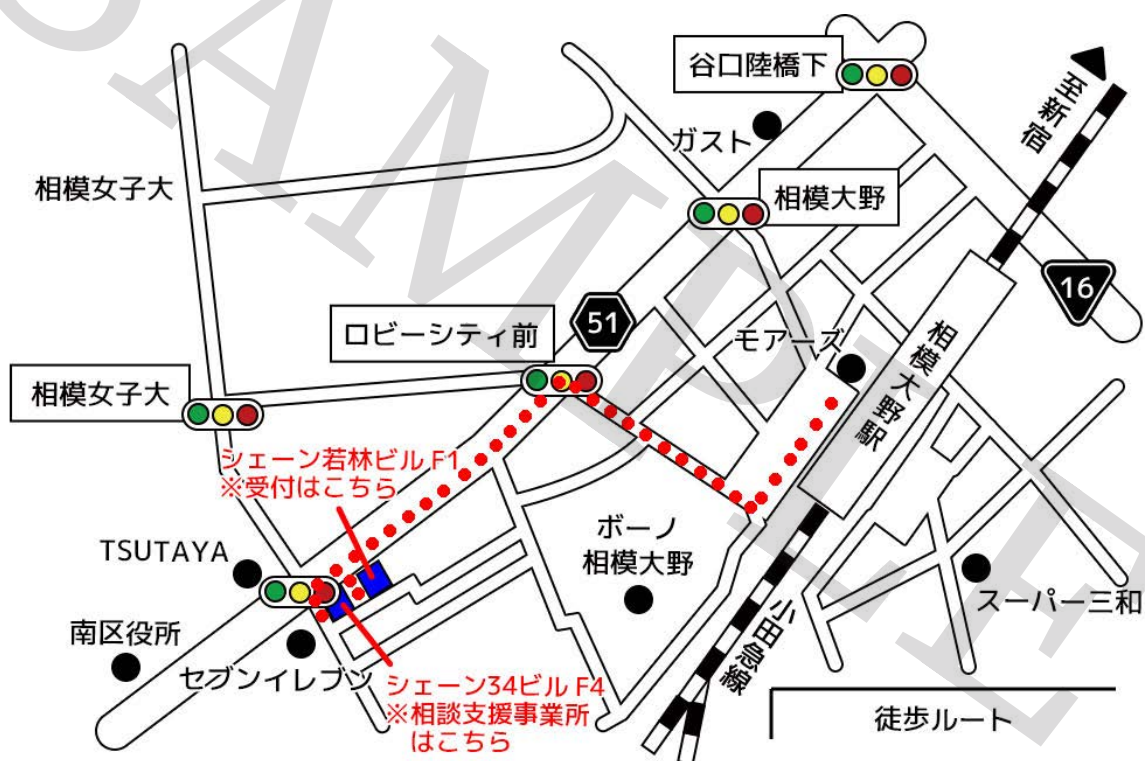 SAMPLE
谷口陸橋下
至新宿
ガスト
相模女子大
相模大野
16
51
ロビーシティ前
モアーズ
相模大野駅
相模女子大
シェーン若林ビル F1
※受付はこちら
TSUTAYA
ボーノ
相模大野
スーパー三和
小田急線
南区役所
セブンイレブン
シェーン34ビル F4
※相談支援事業所
はこちら
徒歩ルート